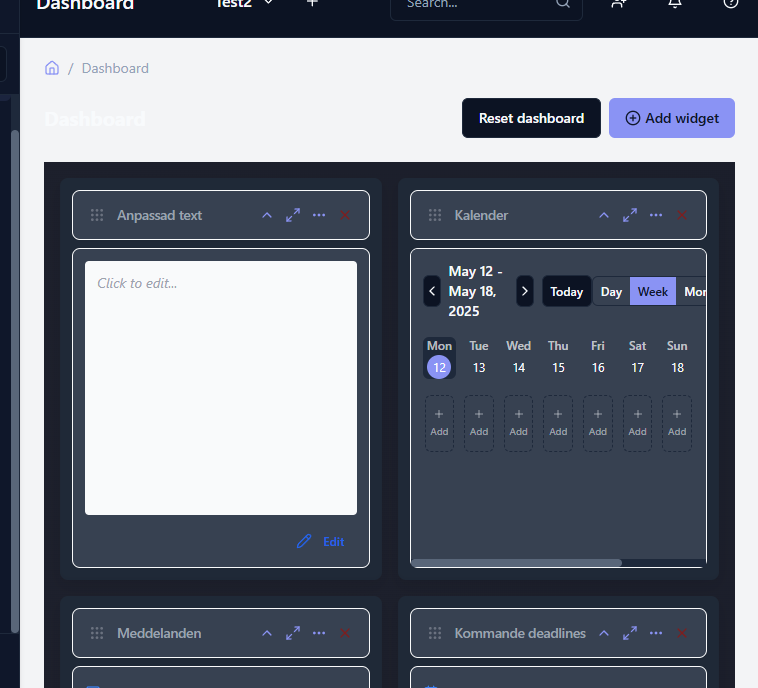 Dashboard Test2 Search...
/ Dashboard
Dashboard
Reset dashboard Add widget
Anpassad text
Click to edit...
Edit
Kalender
May 12 -
May 18,
2025
Today Day Week Mon
Mon Tue Wed Thu Fri Sat Sun
12 13 14 15 16 17 18
+ + + + + + +
Add Add Add Add Add Add Add
Meddelanden
Kommande deadlines